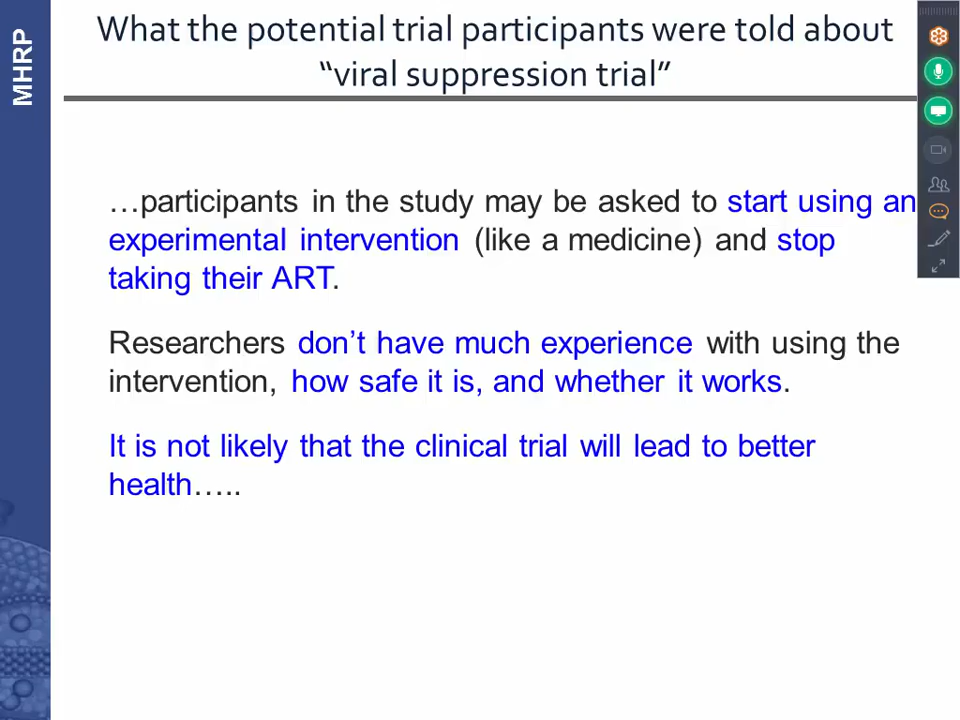 MHRP
What the potential trial participants were told about
“viral suppression trial”
…participants in the study may be asked to start using an
experimental intervention (like a medicine) and stop
taking their ART.
Researchers don’t have much experience with using the
intervention, how safe it is, and whether it works.
It is not likely that the clinical trial will lead to better
health…..